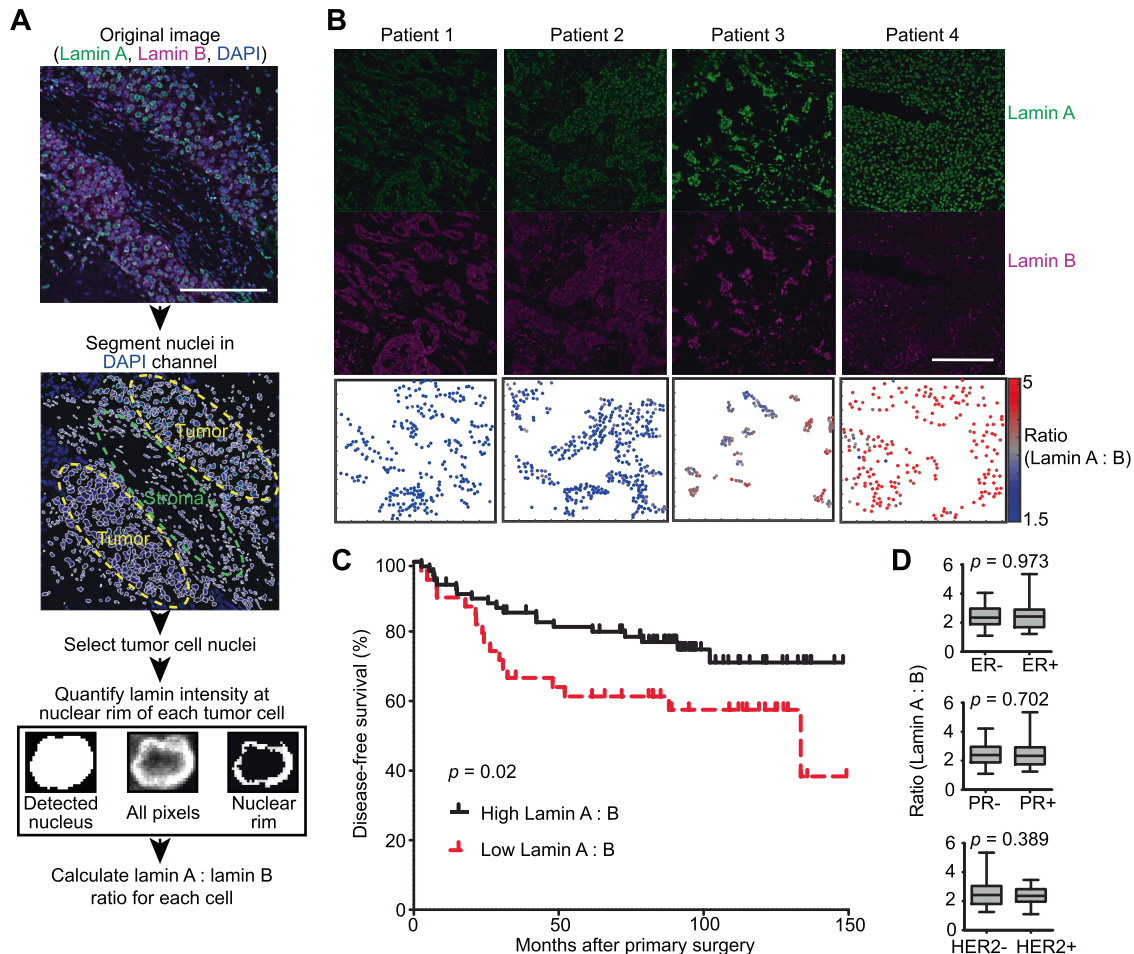 A
Original image
(Lamin A, Lamin B, DAPI)
Segment nuclei in
DAPI channel
Tumor
Stroma
Tumor
Select tumor cell nuclei
Quantify lamin intensity at
nuclear rim of each tumor cell
Detected
nucleus
All pixels
Nuclear
rim
Calculate lamin A : lamin B
ratio for each cell
B
Patient 1
Patient 2
Patient 3
Patient 4
Lamin A
Lamin B
5
Ratio
(Lamin A : B)
1.5
C
Disease-free survival (%)
100
80
60
40
20
0
p = 0.02
High Lamin A : B
Low Lamin A : B
0
50
100
150
Months after primary surgery
D
Ratio (Lamin A : B)
p = 0.973
6
4
2
0
ER-
ER+
p = 0.702
6
4
2
0
PR-
PR+
p = 0.389
6
4
2
0
HER2-
HER2+